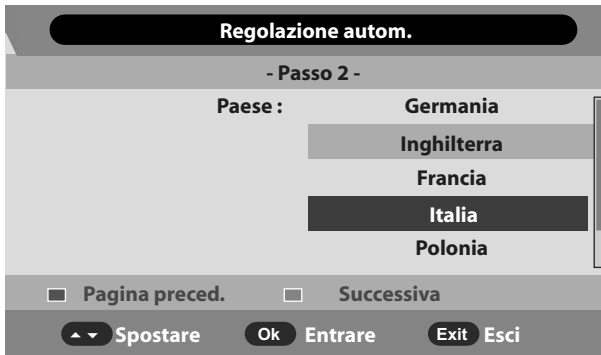 Regolazione autom.
- Passo 2 -
Paese : Germania
Inghilterra
Francia
Italia
Polonia
Pagina preced. Successiva
Spostare Ok Entrare Exit Esci